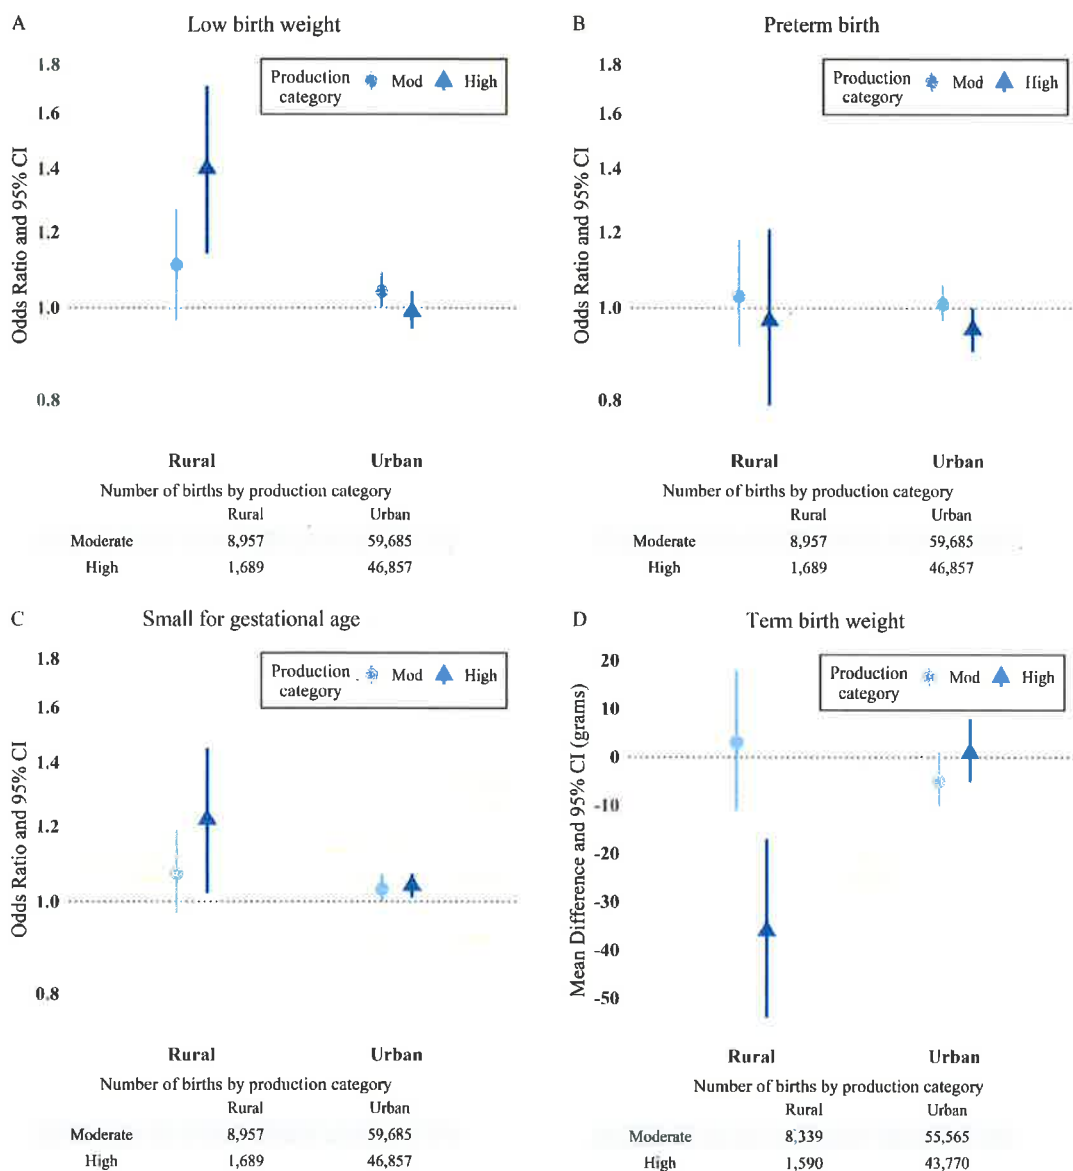 A
Low birth weight
1.8
1.6
1.4
1.2
1.0
0.8
Odds Ratio and 95% CI
Production category Mod High
Rural Urban
Number of births by production category
Rural Urban
Moderate 8,957 59,685
High 1,689 46,857
B
Preterm birth
1.8
1.6
1.4
1.2
1.0
0.8
Odds Ratio and 95% CI
Production category Mod High
Rural Urban
Number of births by production category
Rural Urban
Moderate 8,957 59,685
High 1,689 46,857
C
Small for gestational age
1.8
1.6
1.4
1.2
1.0
0.8
Odds Ratio and 95% CI
Production category Mod High
Rural Urban
Number of births by production category
Rural Urban
Moderate 8,957 59,685
High 1,689 46,857
D
Term birth weight
20
10
0
-10
-20
-30
-40
-50
Mean Difference and 95% CI (grams)
Production category Mod High
Rural Urban
Number of births by production category
Rural Urban
Moderate 8,339 55,565
High 1,590 43,770